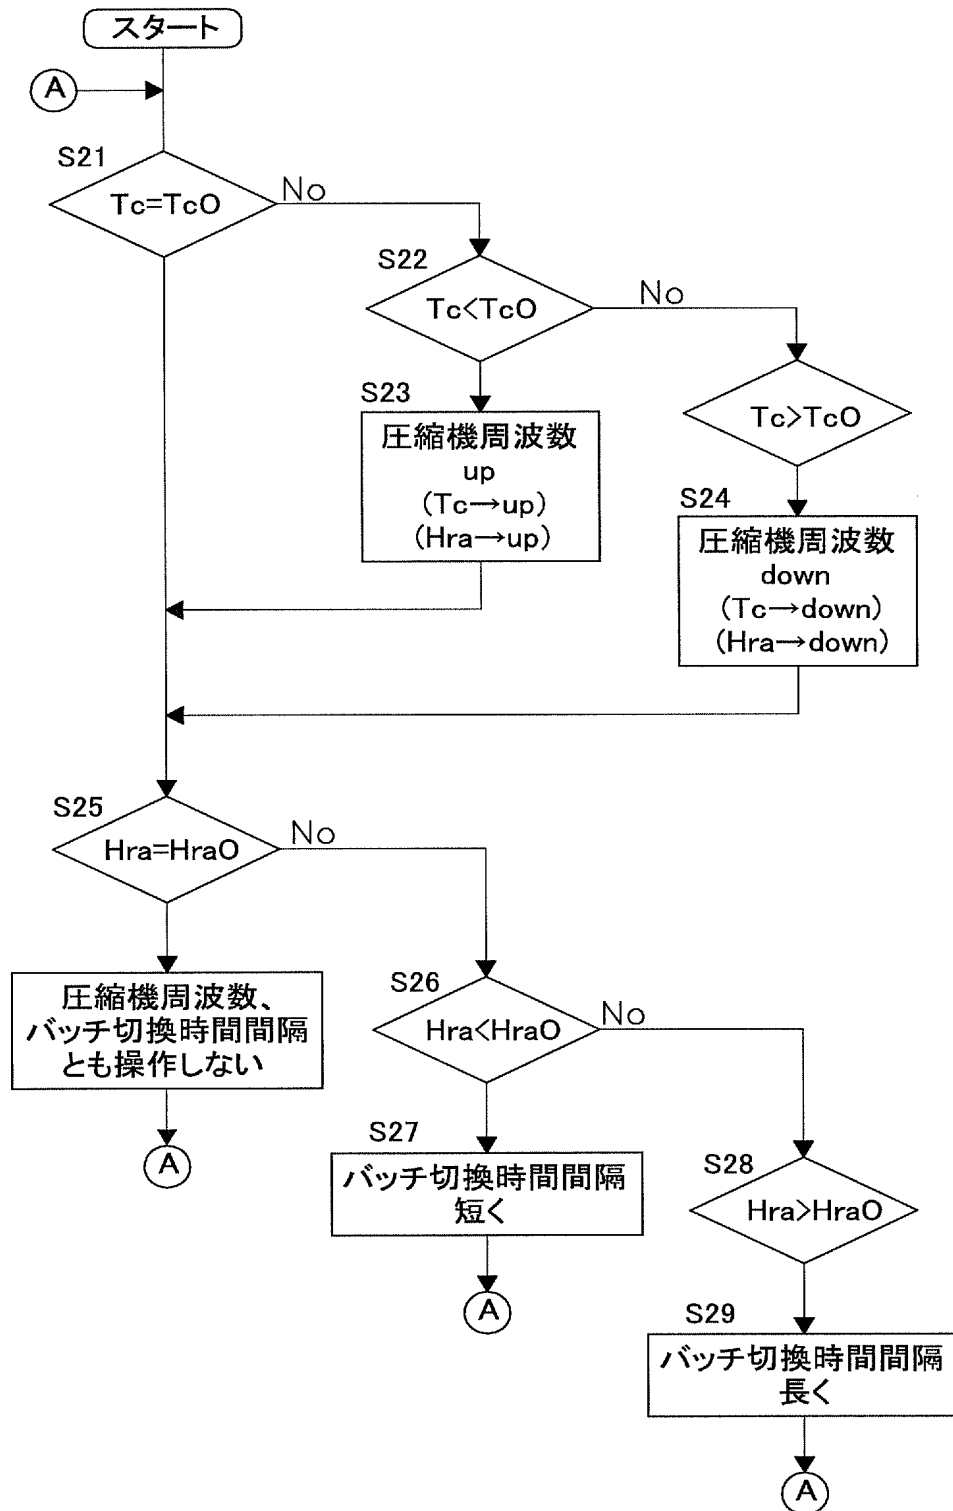 スタート
A
S21
Tc=TcO
No
S22
Tc<TcO
No
S23
圧縮機周波数
up
(Tc→up)
(Hra→up)
Tc>TcO
S24
圧縮機周波数
down
(Tc→down)
(Hra→down)
S25
Hra=HraO
No
圧縮機周波数、
バッチ切換時間間隔
とも操作しない
A
S26
Hra<HraO
No
S27
バッチ切換時間間隔
短く
A
S28
Hra>HraO
S29
バッチ切換時間間隔
長く
A